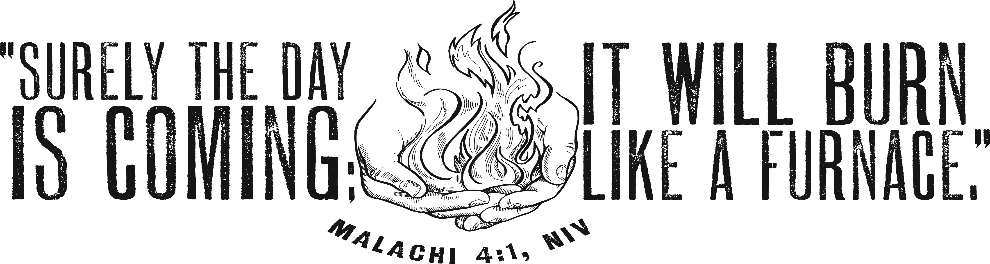 "SURELY THE DAY
IS COMING;
IT WILL BURN
LIKE A FURNACE."
MALACHI 4:1, NIV